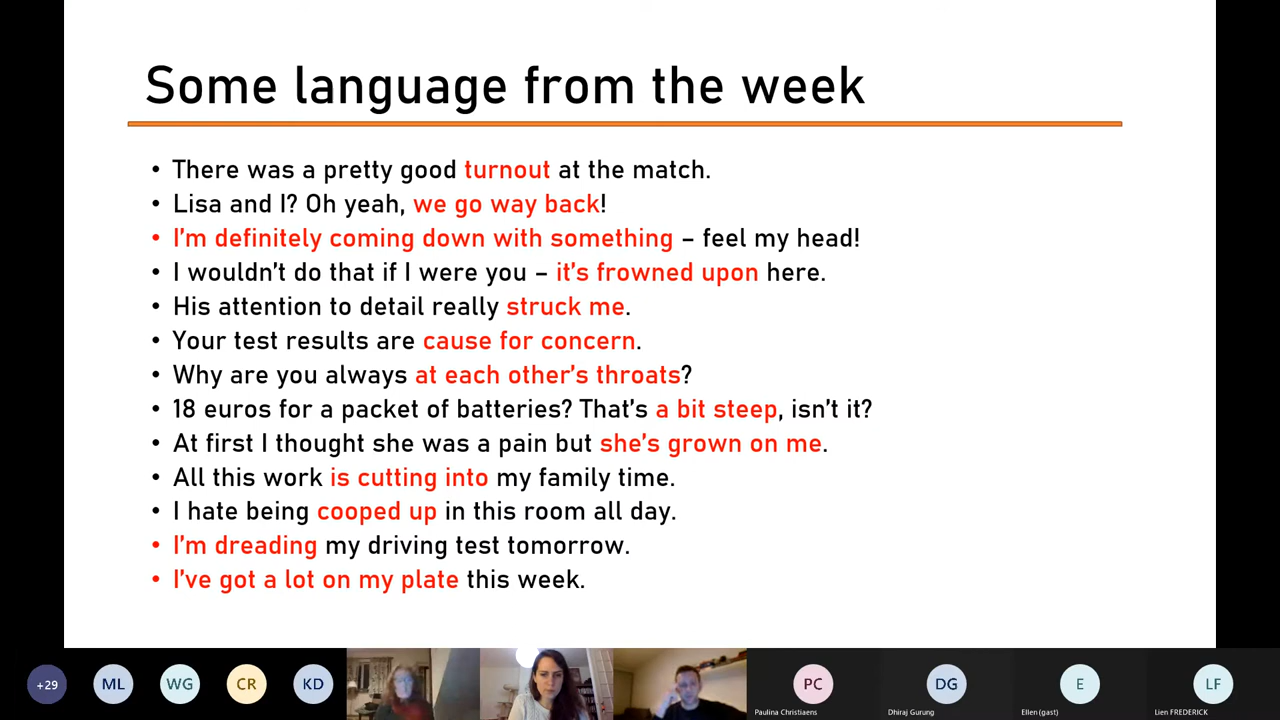 Some language from the week
• There was a pretty good turnout at the match.
• Lisa and I? Oh yeah, we go way back!
• I'm definitely coming down with something – feel my head!
• I wouldn't do that if I were you – it's frowned upon here.
• His attention to detail really struck me.
• Your test results are cause for concern.
• Why are you always at each other's throats?
• 18 euros for a packet of batteries? That's a bit steep, isn't it?
• At first I thought she was a pain but she's grown on me.
• All this work is cutting into my family time.
• I hate being cooped up in this room all day.
• I'm dreading my driving test tomorrow.
• I've got a lot on my plate this week.
+29 ML WG CR KD PC DG E LF
Paulina Christiaens Dhiraj Gurung Ellen (gast) Lien FREDERICK